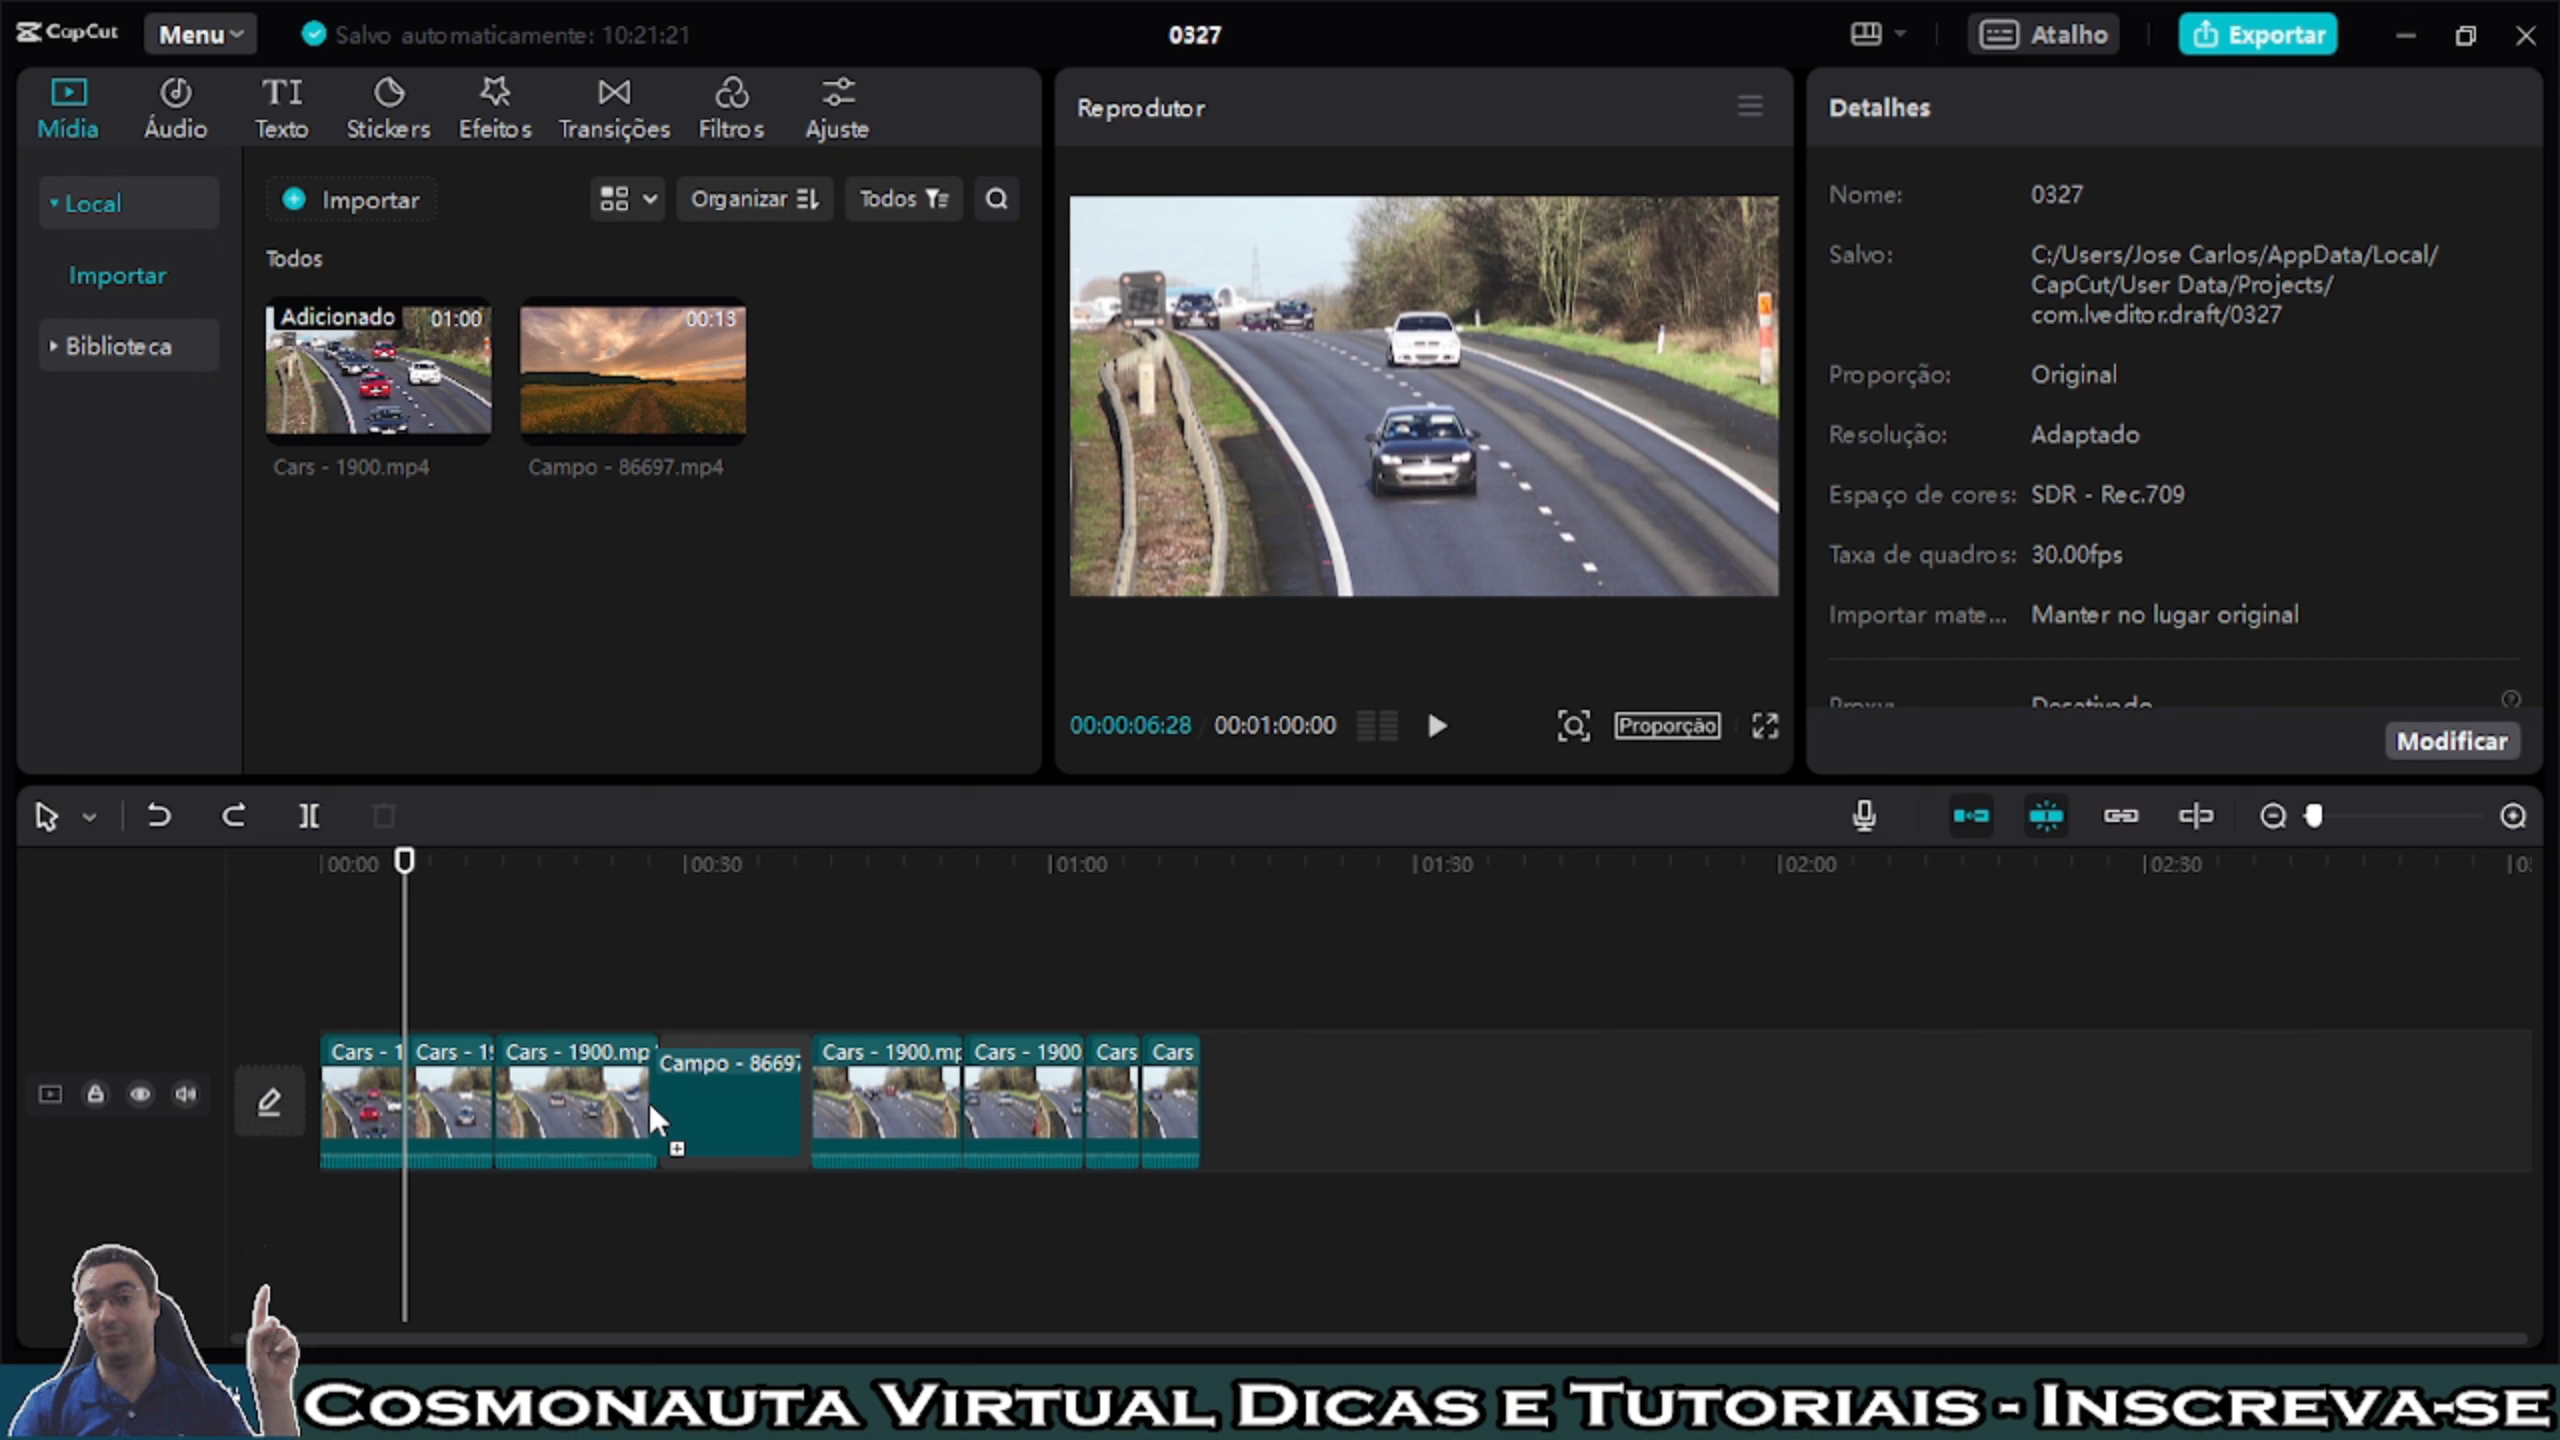 CapCut
Menu
Salvo automaticamente: 10:21:21
0327
Atalho
Exportar
Mídia
Áudio
TI
Texto
Stickers
Efeitos
Transições
Filtros
Ajuste
Local
Importar
Biblioteca
Importar
Organizar
Todos
Todos
Adicionado
01:00
Cars - 1900.mp4
00:13
Campo - 86697.mp4
Reprodutor
00:00:06:28
00:01:00:00
Proporção
Detalhes
Nome: 0327
Salvo: C:/Users/Jose Carlos/AppData/Local/
CapCut/User Data/Projects/
com.lveditor.draft/0327
Proporção: Original
Resolução: Adaptado
Espaço de cores: SDR - Rec.709
Taxa de quadros: 30.00fps
Importar mate... Manter no lugar original
Modificar
00:00
00:30
01:00
01:30
02:00
02:30
Cars - 1
Cars - 19
Cars - 1900.mp
Campo - 86697
Cars - 1900.mp
Cars - 1900
Cars
Cars
Cosmonauta Virtual Dicas e Tutoriais - Inscreva-se